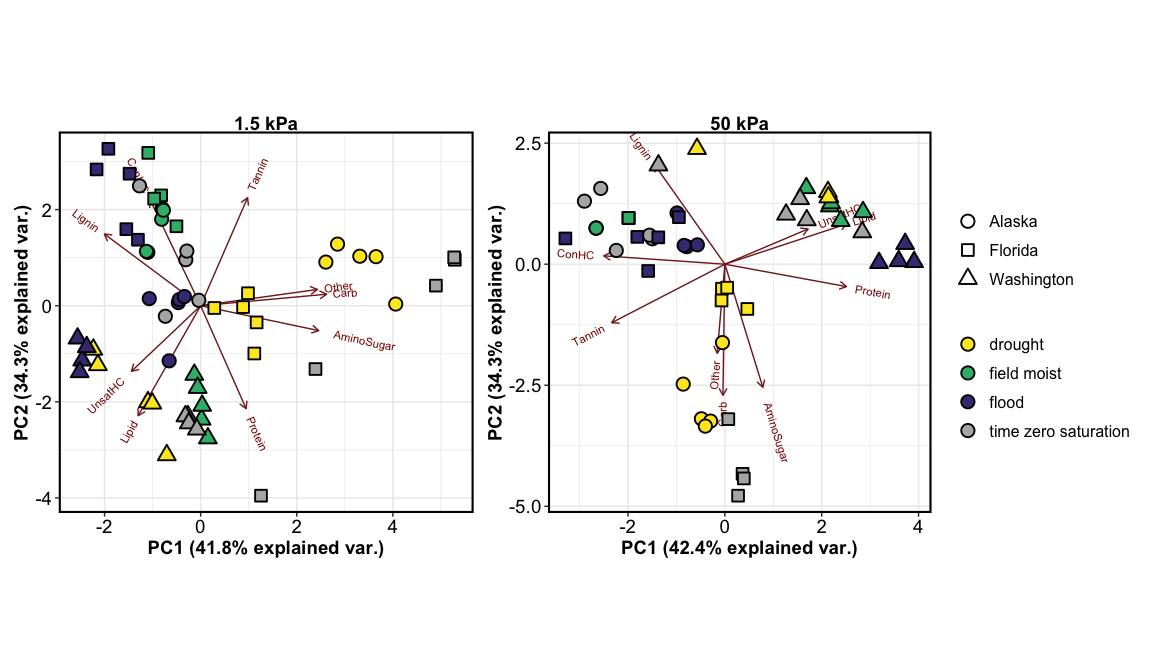 1.5 kPa
50 kPa
PC2 (34.3% explained var.)
2
0
-2
-4
Tannin
Lignin
Other
Carb
AminoSugar
UnsatHC
Lipid
Protein
-2
0
2
4
PC1 (41.8% explained var.)
PC2 (34.3% explained var.)
2.5
0.0
-2.5
-5.0
Lignin
UnsatHC
Lipid
ConHC
Protein
Tannin
Other
AminoSugar
-2
0
2
4
PC1 (42.4% explained var.)
Alaska
Florida
Washington
drought
field moist
flood
time zero saturation